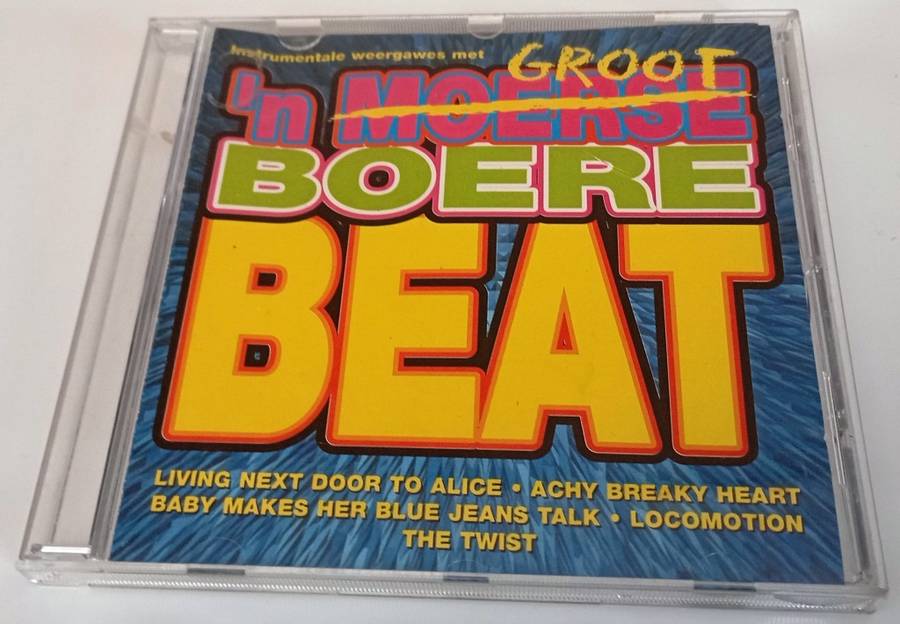 Instrumentale weergawes met
GROOT
'n MOERSE
BOERE
BEAT
LIVING NEXT DOOR TO ALICE • ACHY BREAKY HEART
BABY MAKES HER BLUE JEANS TALK • LOCOMOTION
THE TWIST